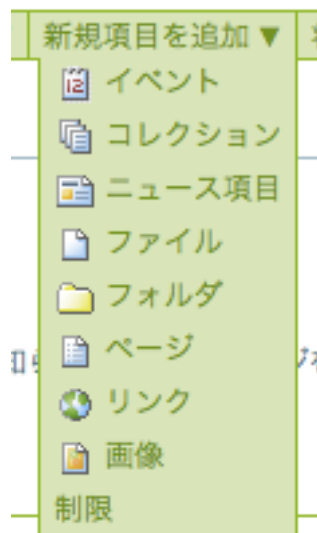 新規項目を追加 ▼
イベント
コレクション
ニュース項目
ファイル
フォルダ
ページ
リンク
画像
制限